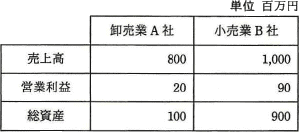 単位 百万円
卸売業A社 小売業B社
売上高 800 1,000
営業利益 20 90
総資産 100 900